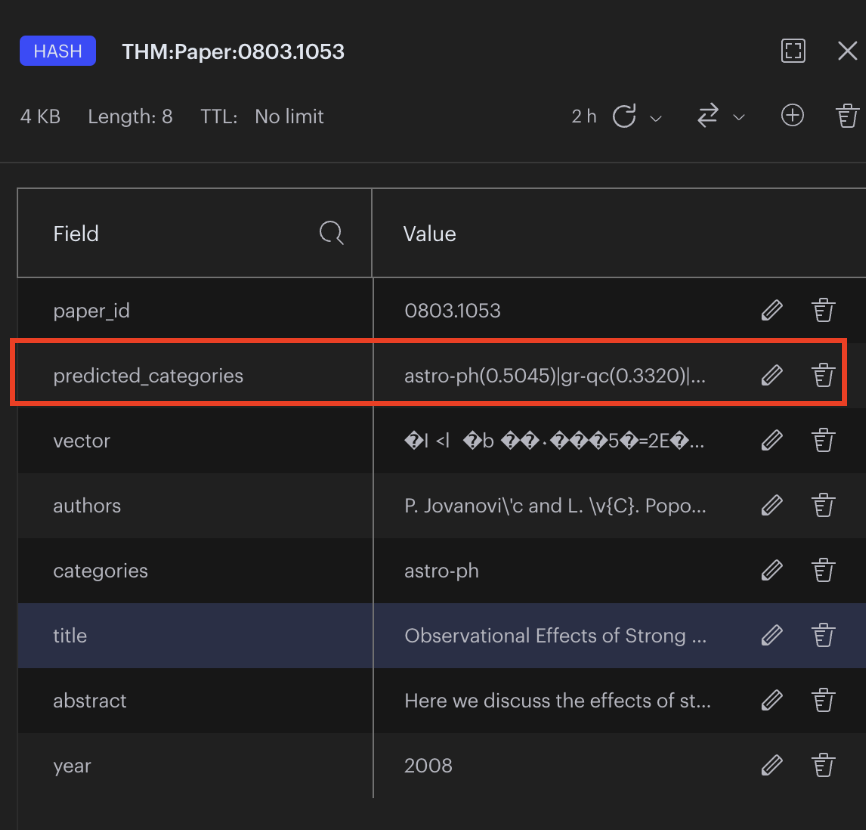 HASH THM:Paper:0803.1053
4 KB Length: 8 TTL: No limit 2 h
Field Value
paper_id 0803.1053
predicted_categories astro-ph(0.5045)|gr-qc(0.3320)|...
vector �I <l �b ��·���5�=2E�...
authors P. Jovanovi\'c and L. \v{C}. Popo...
categories astro-ph
title Observational Effects of Strong ...
abstract Here we discuss the effects of st...
year 2008